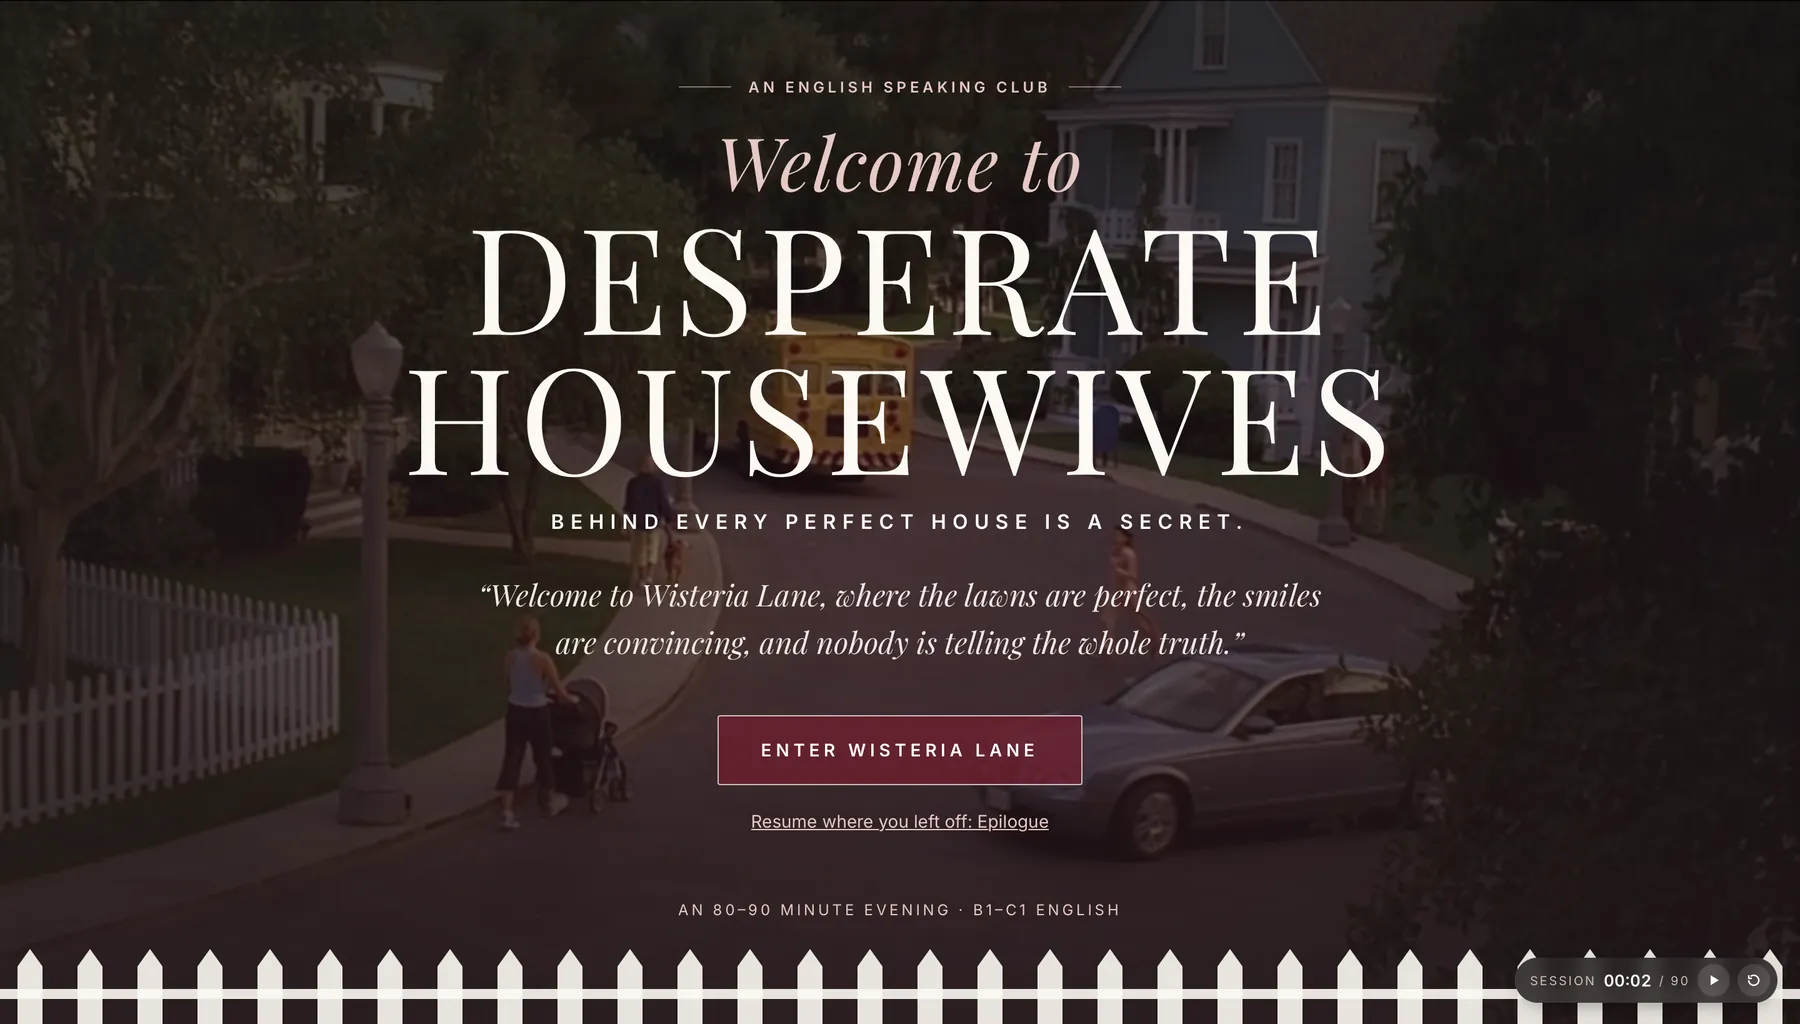 AN ENGLISH SPEAKING CLUB
Welcome to
DESPERATE
HOUSEWIVES
BEHIND EVERY PERFECT HOUSE IS A SECRET.
“Welcome to Wisteria Lane, where the lawns are perfect, the smiles
are convincing, and nobody is telling the whole truth.”
ENTER WISTERIA LANE
Resume where you left off: Epilogue
AN 80–90 MINUTE EVENING · B1–C1 ENGLISH
SESSION 00:02 / 90